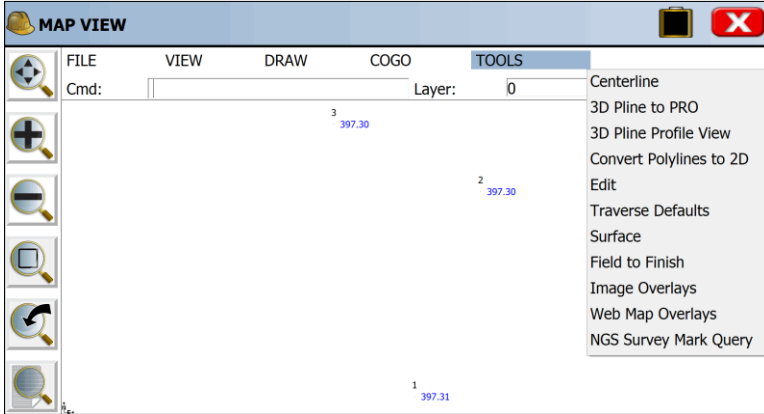 MAP VIEW
FILE VIEW DRAW COGO TOOLS
Cmd: Layer: 0
Centerline
3D Pline to PRO
3D Pline Profile View
Convert Polylines to 2D
Edit
Traverse Defaults
Surface
Field to Finish
Image Overlays
Web Map Overlays
NGS Survey Mark Query
3
397.30
2
397.30
1
397.31